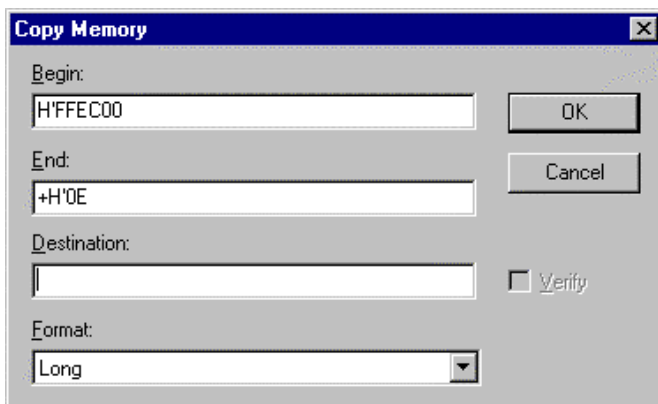 Copy Memory
Begin:
H'FFEC00
OK
End:
+H'0E
Cancel
Destination:
Verify
Format:
Long